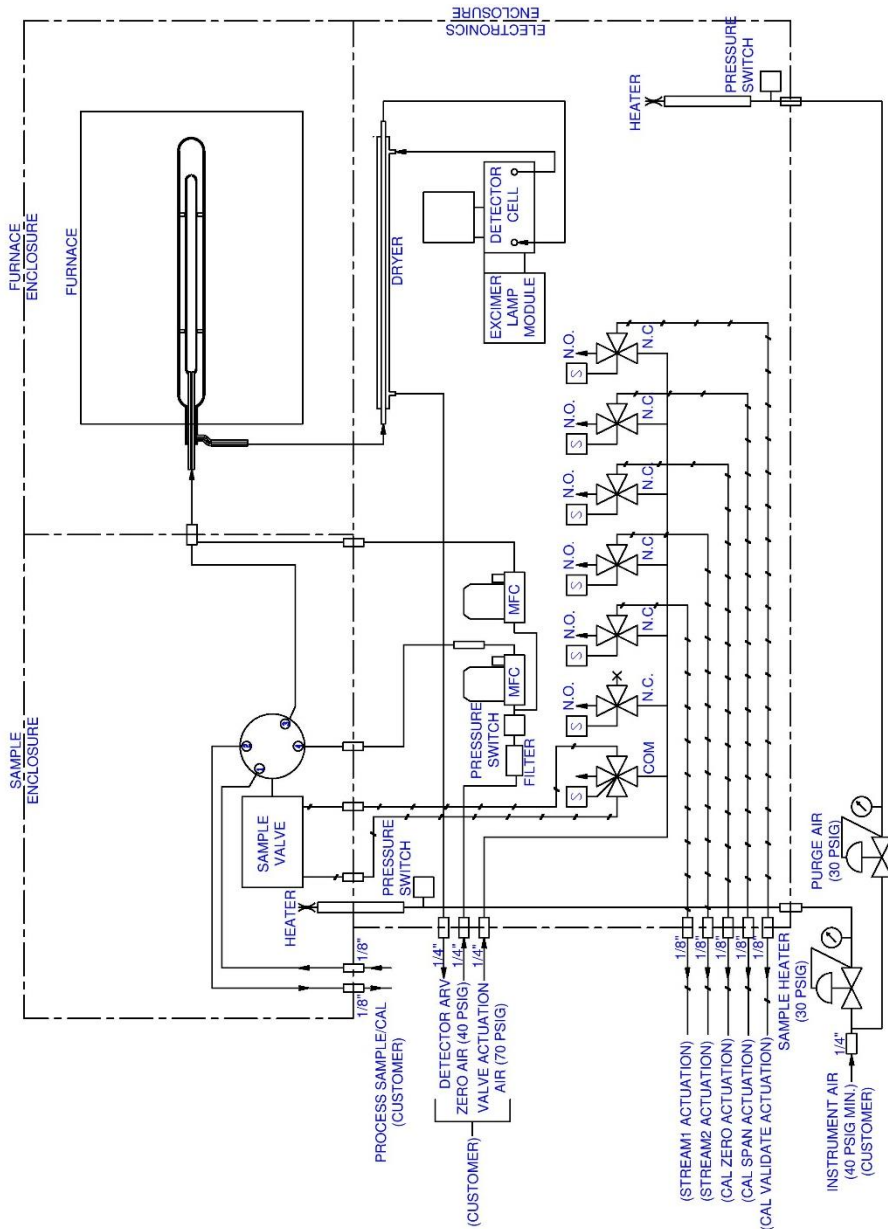 SAMPLE
ENCLOSURE
FURNACE
ENCLOSURE
FURNACE
ELECTRONICS
ENCLOSURE
SAMPLE
VALVE
1
2
3
4
HEATER
PRESSURE
SWITCH
1/8"
1/8"
PROCESS SAMPLE/CAL
(CUSTOMER)
DRYER
EXCIMER
LAMP
MODULE
DETECTOR
CELL
MFC
MFC
PRESSURE
SWITCH
FILTER
HEATER
PRESSURE
SWITCH
S
S
S
S
S
S
S
N.O.
N.O.
N.O.
N.O.
N.O.
N.O.
COM
N.C.
N.C.
N.C.
N.C.
N.C.
N.C.
1/4"
1/4"
1/4"
DETECTOR ARV
ZERO AIR (40 PSIG)
VALVE ACTUATION
AIR (70 PSIG)
(CUSTOMER)
1/8"
1/8"
1/8"
1/8"
1/8"
(STREAM1 ACTUATION)
(STREAM2 ACTUATION)
(CAL ZERO ACTUATION)
(CAL SPAN ACTUATION)
(CAL VALIDATE ACTUATION)
SAMPLE HEATER
(30 PSIG)
PURGE AIR
(30 PSIG)
1/4"
INSTRUMENT AIR
(40 PSIG MIN.)
(CUSTOMER)